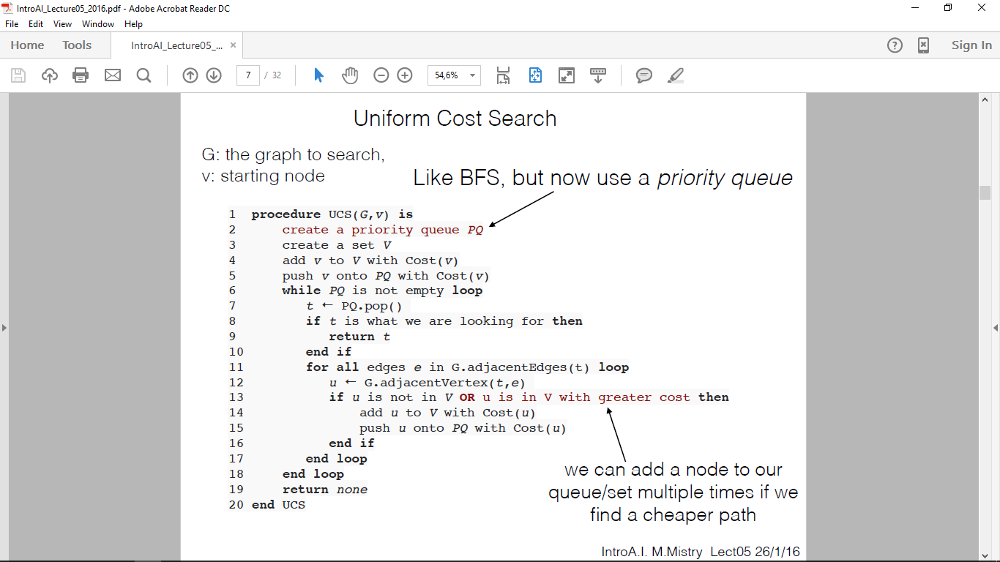 IntroAI_Lecture05_2016.pdf - Adobe Acrobat Reader DC
File Edit View Window Help
Home Tools IntroAI_Lecture05_... × ? Sign In
7 / 32 54,6%
Uniform Cost Search
G: the graph to search,
v: starting node
Like BFS, but now use a priority queue
1 procedure UCS(G,v) is
2 create a priority queue PQ
3 create a set V
4 add v to V with Cost(v)
5 push v onto PQ with Cost(v)
6 while PQ is not empty loop
7 t ← PQ.pop()
8 if t is what we are looking for then
9 return t
10 end if
11 for all edges e in G.adjacentEdges(t) loop
12 u ← G.adjacentVertex(t,e)
13 if u is not in V OR u is in V with greater cost then
14 add u to V with Cost(u)
15 push u onto PQ with Cost(u)
16 end if
17 end loop
18 end loop
19 return none
20 end UCS
we can add a node to our
queue/set multiple times if we
find a cheaper path
IntroA.I. M.Mistry Lect05 26/1/16